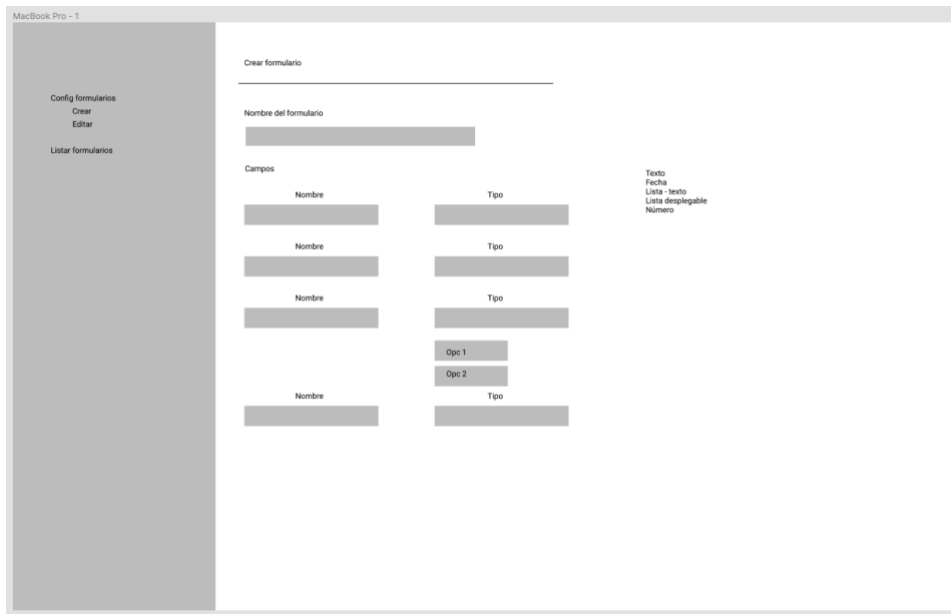 MacBook Pro - 1
Config formularios
Crear
Editar
Listar formularios
Crear formulario
Nombre del formulario
Campos
Nombre Tipo
Nombre Tipo
Nombre Tipo
Opc 1
Opc 2
Nombre Tipo
Texto
Fecha
Lista - texto
Lista desplegable
Número